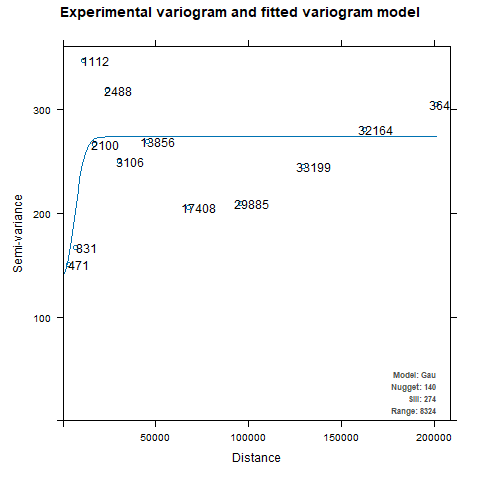 Experimental variogram and fitted variogram model
1112
2488
364
300
32164
2100
13856
3106
33199
Semi-variance
200
17408
29885
831
471
100
Model: Gau
Nugget: 140
Sill: 274
Range: 8324
50000 100000 150000 200000
Distance